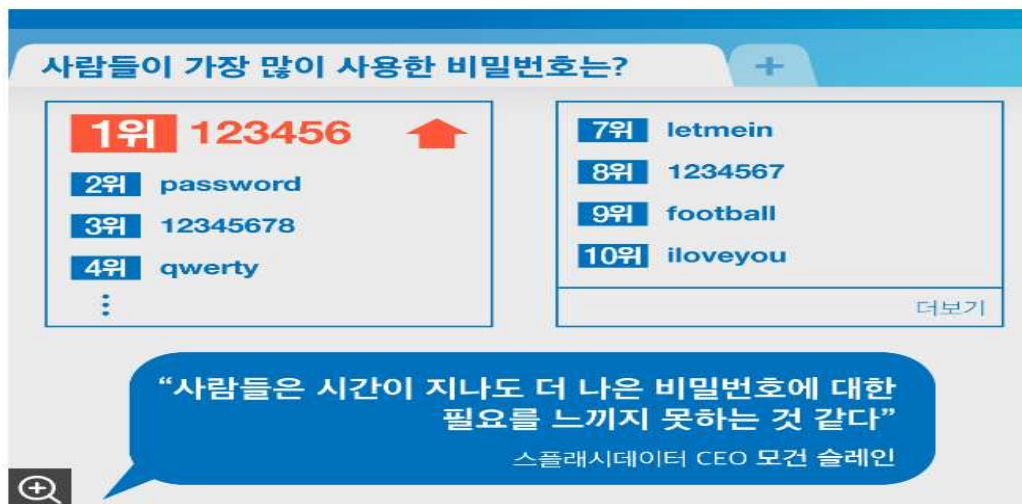 사람들이 가장 많이 사용한 비밀번호는?
+
1위 123456
2위 password
3위 12345678
4위 qwerty
⋮
7위 letmein
8위 1234567
9위 football
10위 iloveyou
더보기
“사람들은 시간이 지나도 더 나은 비밀번호에 대한
필요를 느끼지 못하는 것 같다”
스플래시데이터 CEO 모건 슬레인